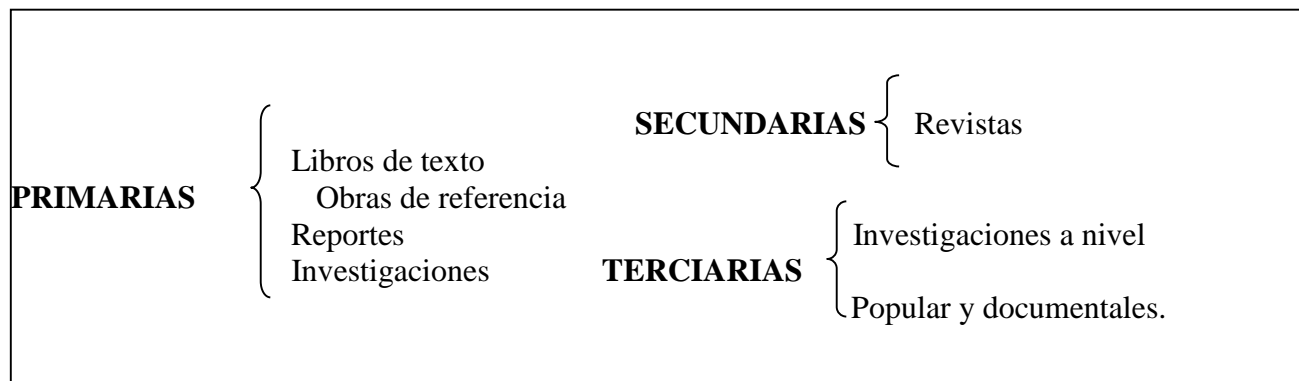 PRIMARIAS
Libros de texto
Obras de referencia
Reportes
Investigaciones
SECUNDARIAS
Revistas
TERCIARIAS
Investigaciones a nivel
Popular y documentales.